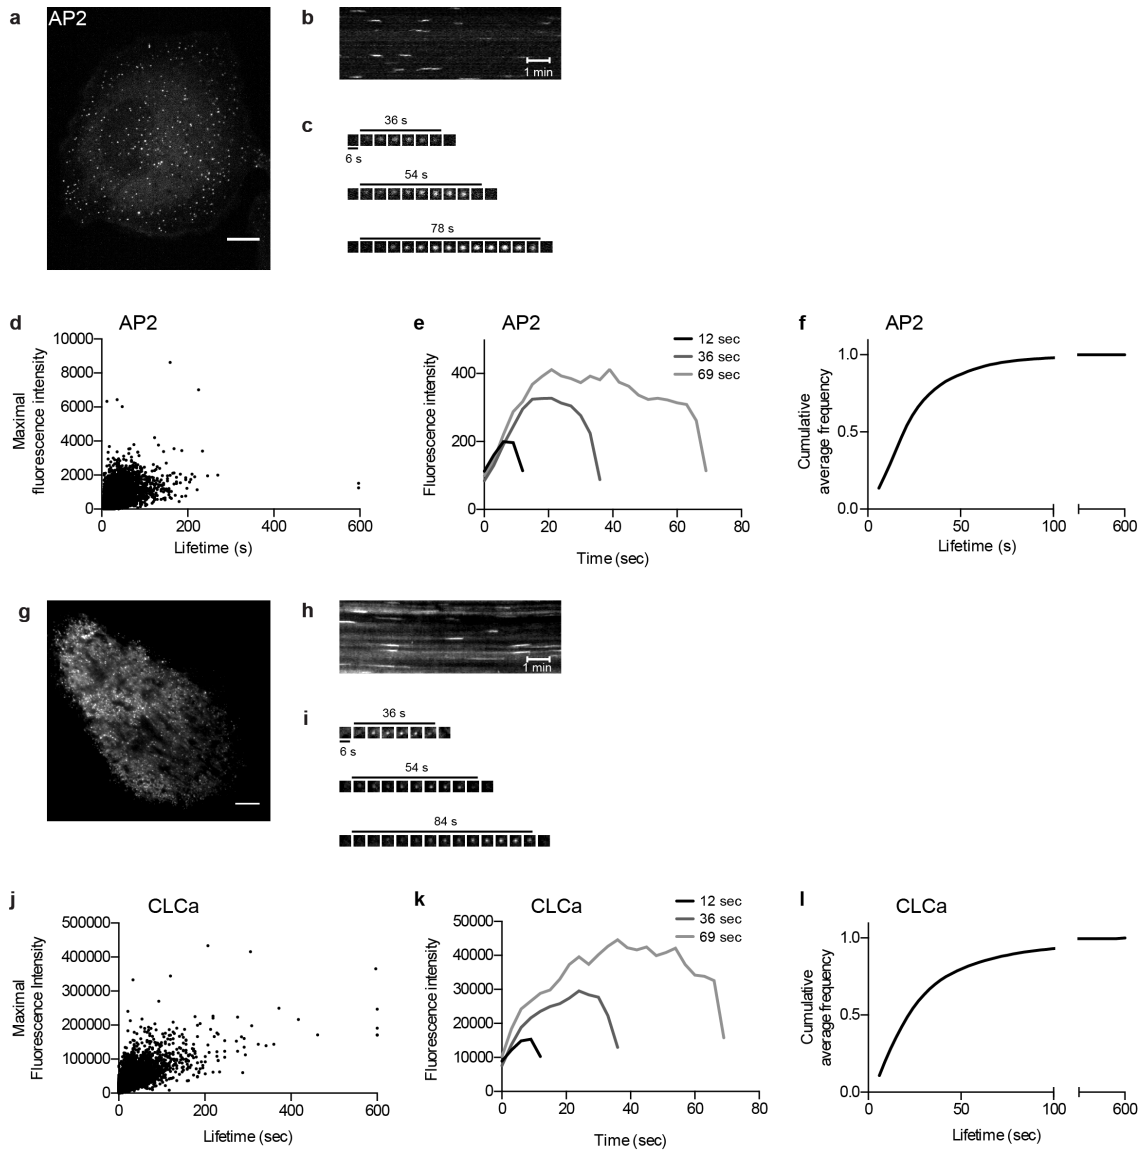 a
AP2
b
1 min
c
36 s
6 s
54 s
78 s
d
AP2
Maximal
fluorescence intensity
10000
8000
6000
4000
2000
0
0
200
400
600
Lifetime (s)
e
AP2
12 sec
36 sec
69 sec
Fluorescence intensity
400
200
0
0
20
40
60
80
Time (sec)
f
AP2
Cumulative
average frequency
1.0
0.5
0.0
0
50
100
600
Lifetime (s)
g
h
1 min
i
36 s
6 s
54 s
84 s
j
CLCa
Maximal
Fluorescence Intensity
500000
400000
300000
200000
100000
0
0
200
400
600
Lifetime (sec)
k
CLCa
12 sec
36 sec
69 sec
Fluorescence intensity
50000
40000
30000
20000
10000
0
0
20
40
60
80
Time (sec)
l
CLCa
Cumulative
average frequency
1.0
0.5
0.0
0
50
100
600
Lifetime (sec)